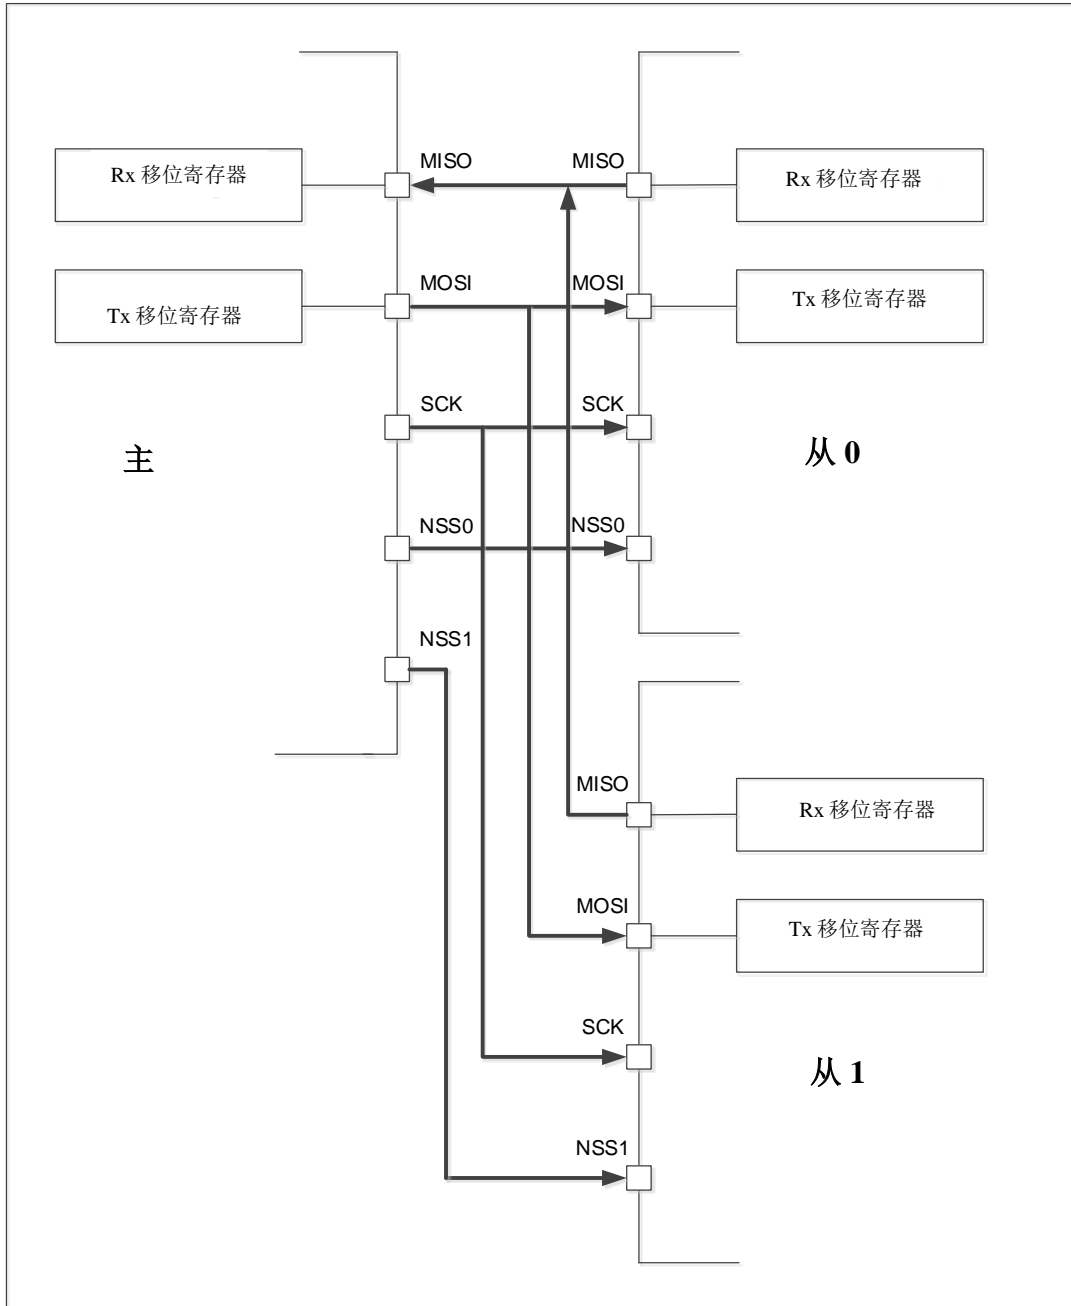 MISO
MISO
Rx 移位寄存器
Rx 移位寄存器
MOSI
MOSI
Tx 移位寄存器
Tx 移位寄存器
SCK
SCK
主
从 0
NSS0
NSS0
NSS1
MISO
Rx 移位寄存器
MOSI
Tx 移位寄存器
SCK
从 1
NSS1